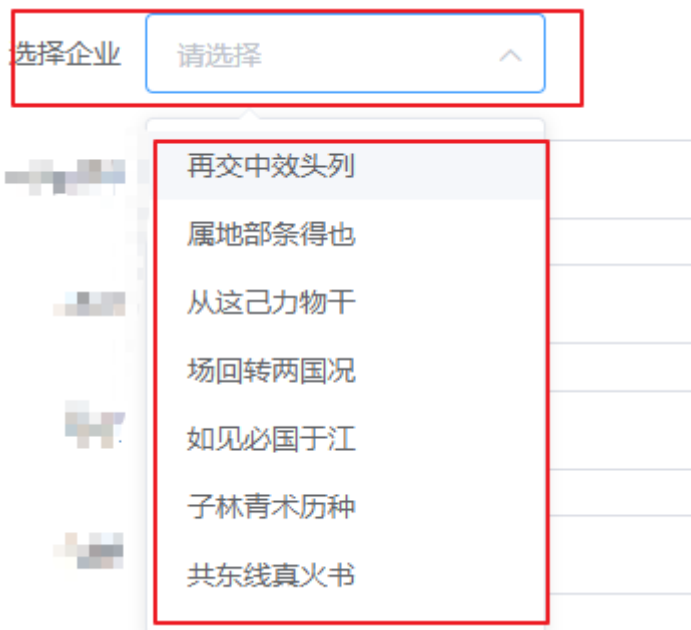 选择企业 请选择
再交中效头列
属地部条得也
从这己力物干
场回转两国况
如见必国于江
子林青术历种
共东线真火书